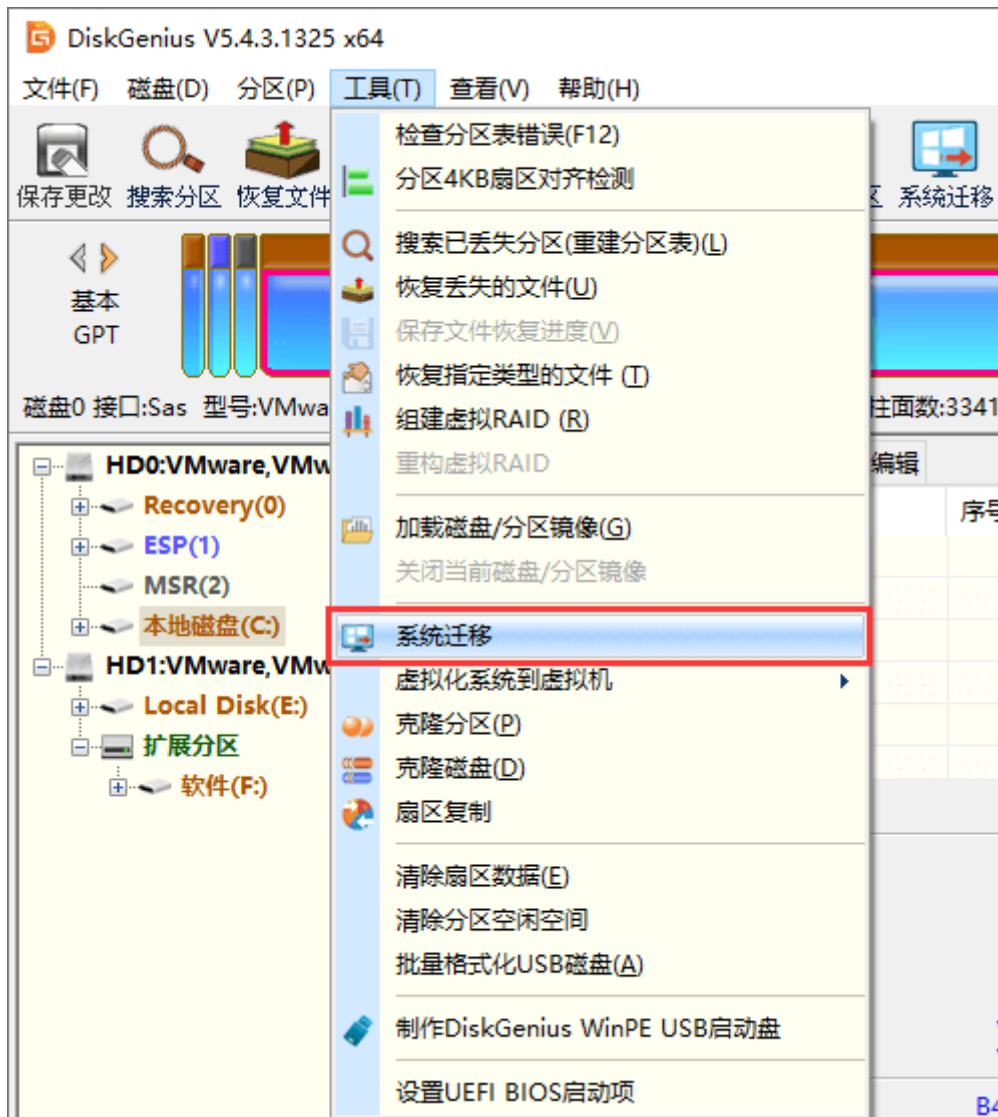 DiskGenius V5.4.3.1325 x64
文件(F) 磁盘(D) 分区(P) 工具(T) 查看(V) 帮助(H)
保存更改 搜索分区 恢复文件 系统迁移
基本
GPT
磁盘0 接口:Sas 型号:VMwa 柱面数:3341
检查分区表错误(F12)
分区4KB扇区对齐检测
搜索已丢失分区(重建分区表)(L)
恢复丢失的文件(U)
保存文件恢复进度(V)
恢复指定类型的文件 (T)
组建虚拟RAID (R)
重构虚拟RAID
加载磁盘/分区镜像(G)
关闭当前磁盘/分区镜像
系统迁移
虚拟化系统到虚拟机
克隆分区(P)
克隆磁盘(D)
扇区复制
清除扇区数据(E)
清除分区空闲空间
批量格式化USB磁盘(A)
制作DiskGenius WinPE USB启动盘
设置UEFI BIOS启动项
HD0:VMware,VMw
Recovery(0)
ESP(1)
MSR(2)
本地磁盘(C:)
HD1:VMware,VMw
Local Disk(E:)
扩展分区
软件(F:)
编辑
序号
B4